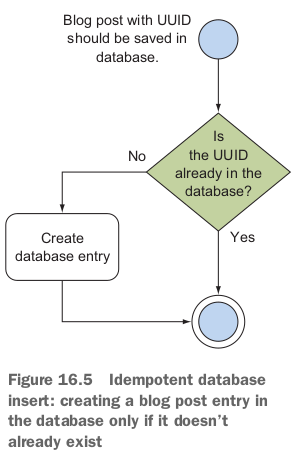 Blog post with UUID
should be saved in
database.
Is
the UUID
already in the
database?
No
Yes
Create
database entry
Figure 16.5 Idempotent database
insert: creating a blog post entry in
the database only if it doesn't
already exist